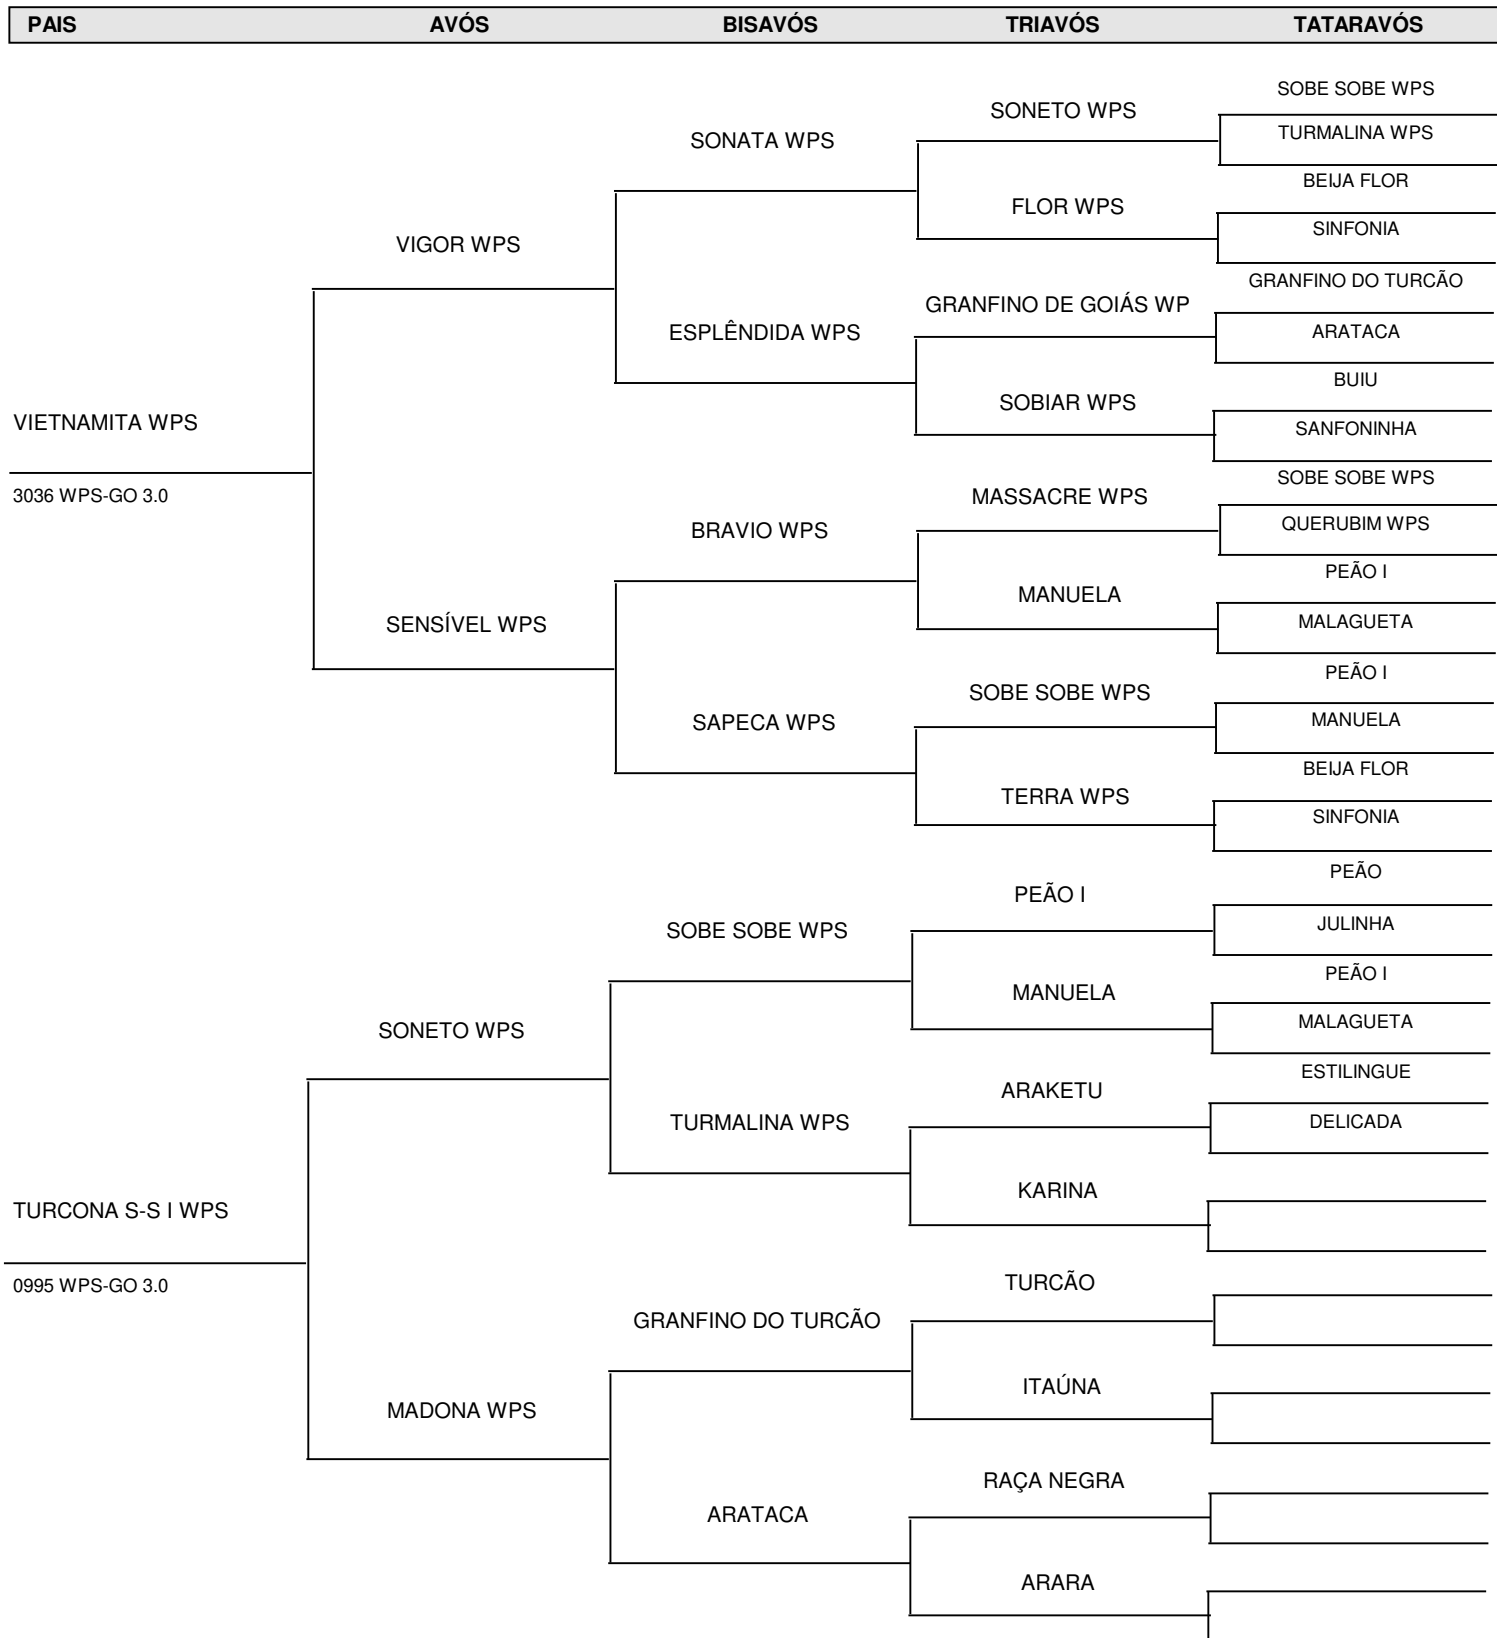 PAIS AVÓS BISAVÓS TRIAVÓS TATARAVÓS
SOBE SOBE WPS
SONETO WPS
TURMALINA WPS
SONATA WPS
BEIJA FLOR
FLOR WPS
SINFONIA
VIGOR WPS
GRANFINO DO TURCÃO
GRANFINO DE GOIÁS WP
ESPLÊNDIDA WPS
ARATACA
BUIU
SOBIAR WPS
VIETNAMITA WPS
SANFONINHA
SOBE SOBE WPS
3036 WPS-GO 3.0
MASSACRE WPS
QUERUBIM WPS
BRAVIO WPS
PEÃO I
MANUELA
MALAGUETA
SENSÍVEL WPS
PEÃO I
SOBE SOBE WPS
MANUELA
SAPECA WPS
BEIJA FLOR
TERRA WPS
SINFONIA
PEÃO
PEÃO I
JULINHA
SOBE SOBE WPS
PEÃO I
MANUELA
MALAGUETA
SONETO WPS
ESTILINGUE
ARAKETU
TURMALINA WPS
DELICADA
KARINA
TURCONA S-S I WPS
0995 WPS-GO 3.0
TURCÃO
GRANFINO DO TURCÃO
ITAÚNA
MADONA WPS
RAÇA NEGRA
ARATACA
ARARA